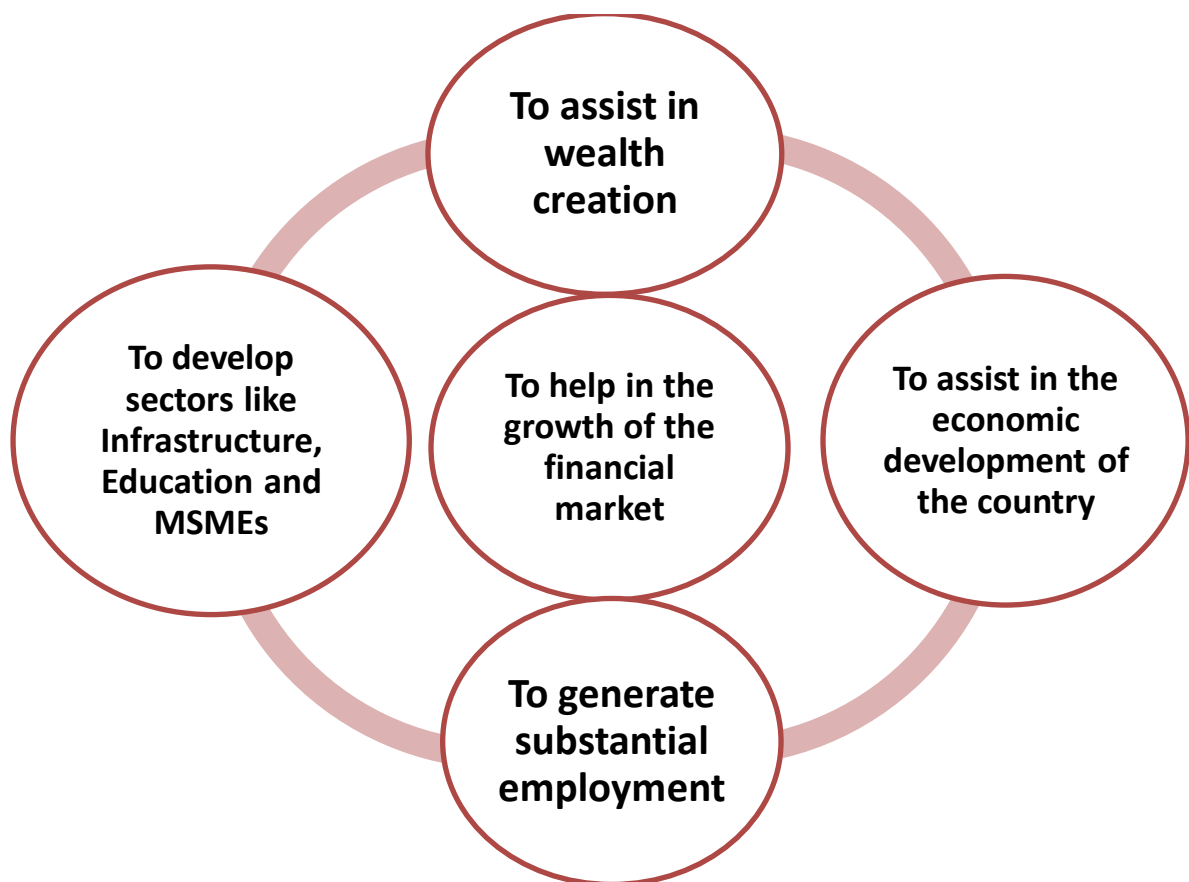 To assist in
wealth
creation
To develop
sectors like
Infrastructure,
Education and
MSMEs
To help in the
growth of the
financial
market
To assist in the
economic
development of
the country
To generate
substantial
employment